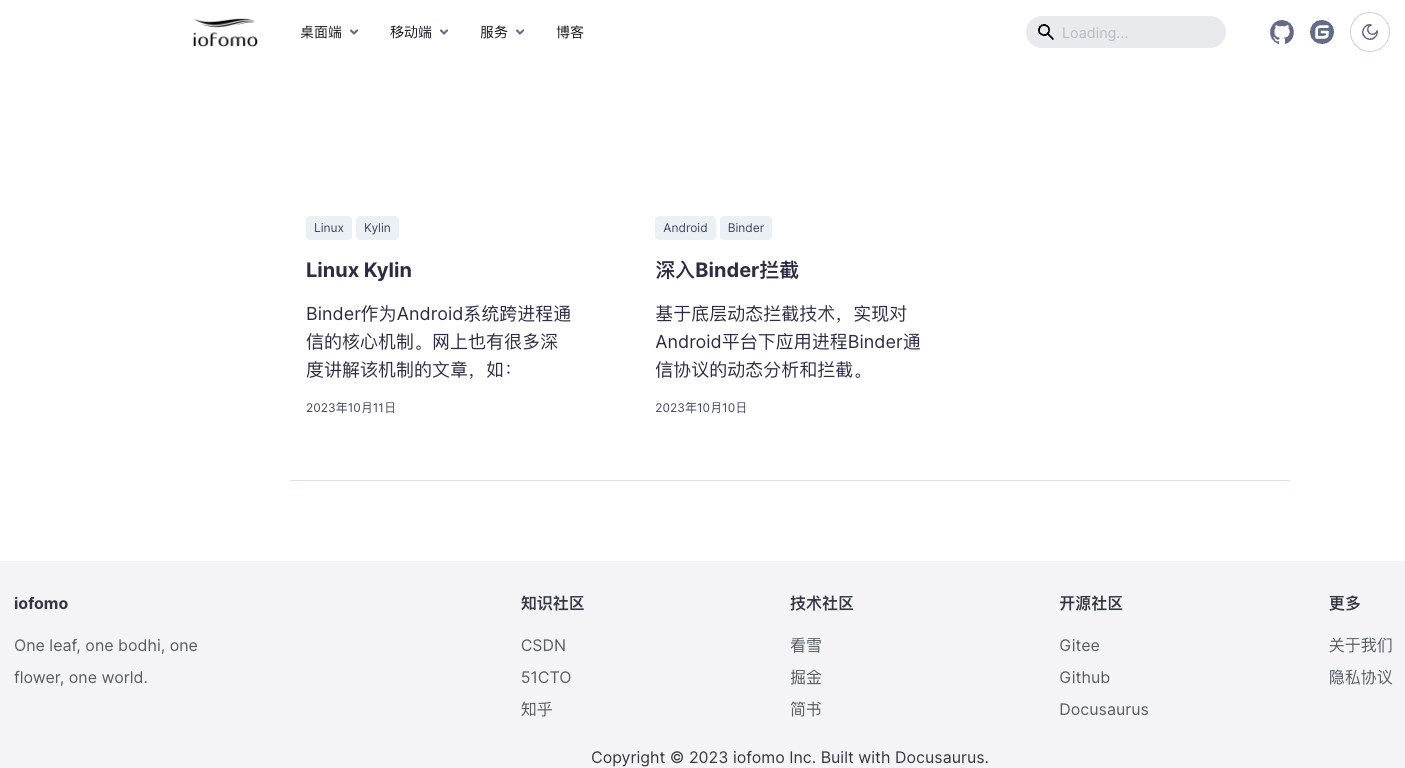 iofomo 桌面端 移动端 服务 博客 Loading...
Linux Kylin
Linux Kylin
Binder作为Android系统跨进程通
信的核心机制。网上也有很多深
度讲解该机制的文章，如：
2023年10月11日
Android Binder
深入Binder拦截
基于底层动态拦截技术，实现对
Android平台下应用进程Binder通
信协议的动态分析和拦截。
2023年10月10日
iofomo
One leaf, one bodhi, one
flower, one world.
知识社区
CSDN
51CTO
知乎
技术社区
看雪
掘金
简书
开源社区
Gitee
Github
Docusaurus
更多
关于我们
隐私协议
Copyright © 2023 iofomo Inc. Built with Docusaurus.